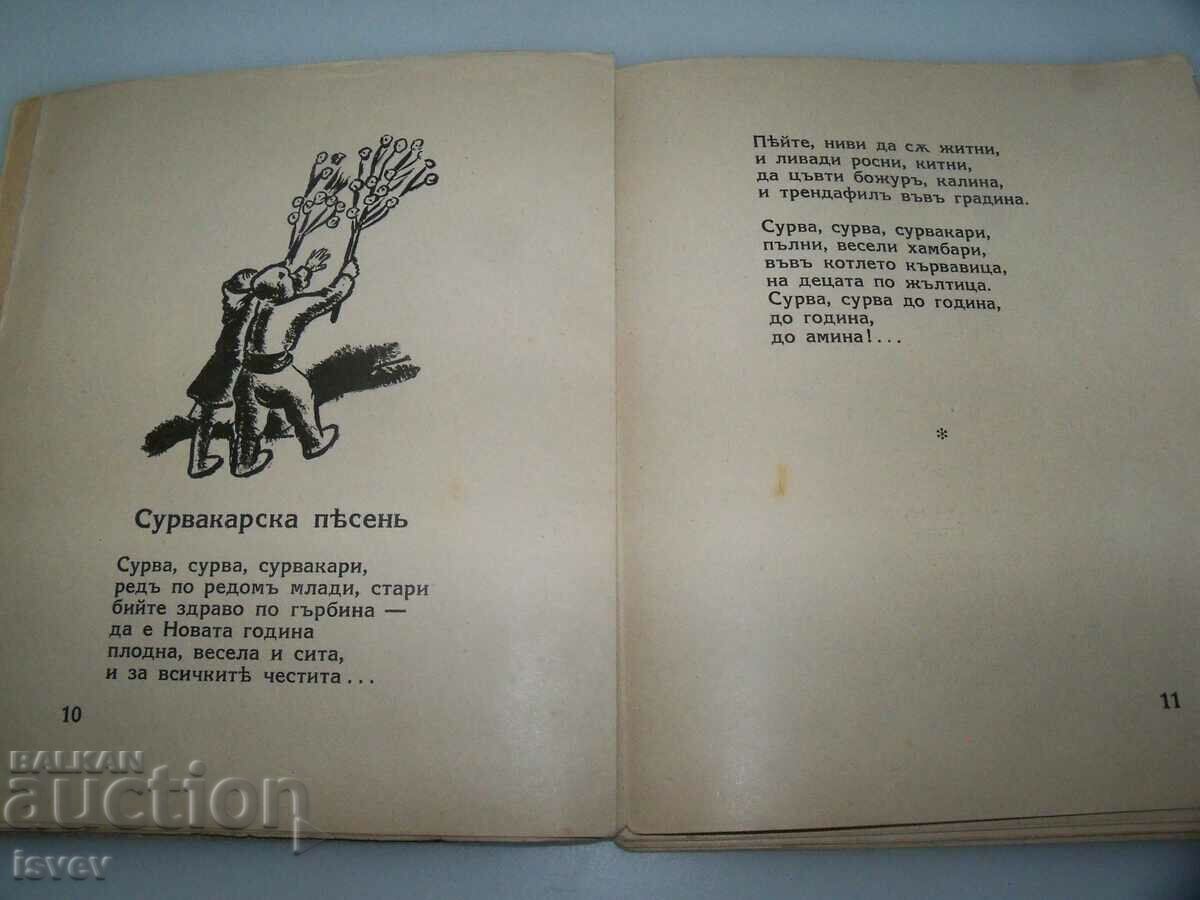 Сурвакарска пѣсень
Сурва, сурва, сурвакари,
редъ по редомъ млади, стари
бийте здраво по гърбина —
да е Новата година
плодна, весела и сита,
и за всичкитѣ честита...
10
Пѣйте, ниви да сѫ житни,
и ливади росни, китни,
да цъвти божуръ, калина,
и трендафилъ въвъ градина.
Сурва, сурва, сурвакари,
пълни, весели хамбари,
въвъ котлето кървавица,
на децата по жълтица.
Сурва, сурва до година,
до година,
до амина!...
*
11
BALKAN
auction
isvev